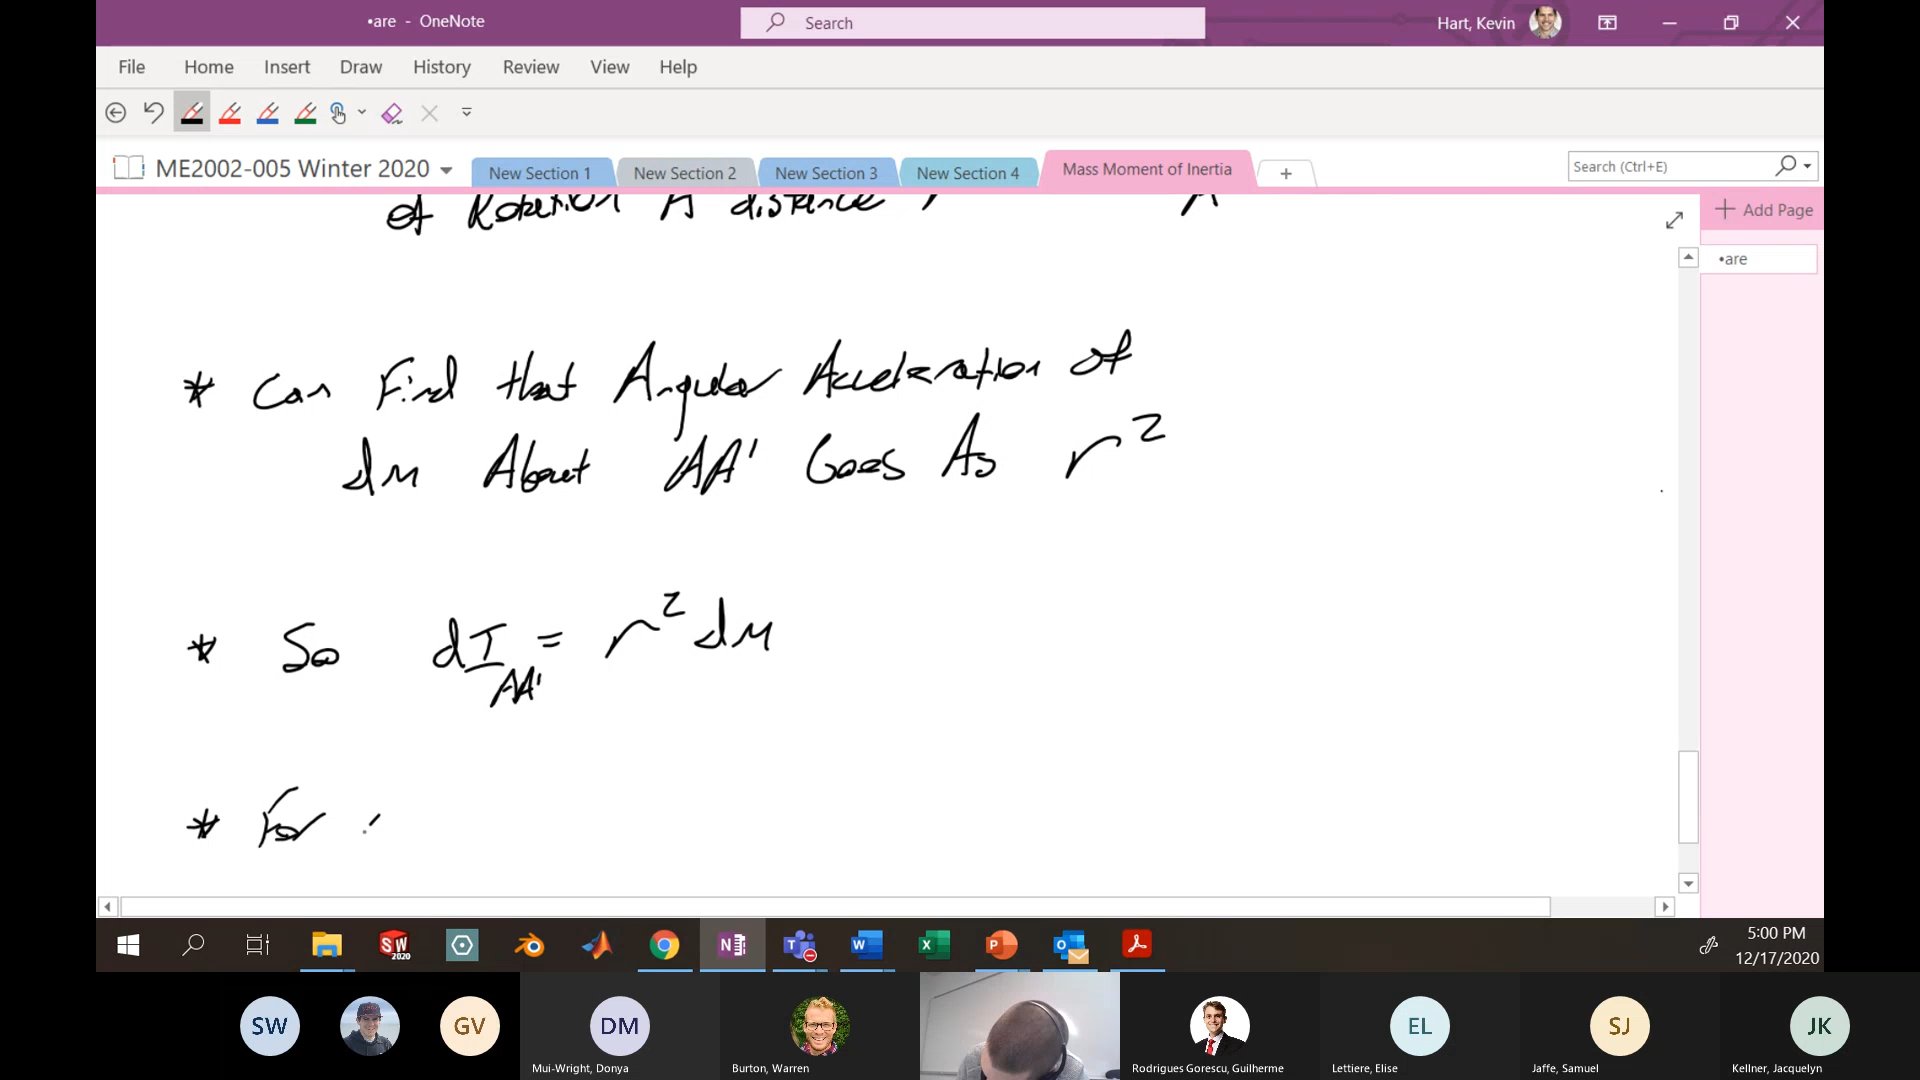 •are - OneNote
Search
Hart, Kevin
File Home Insert Draw History Review View Help
ME2002-005 Winter 2020
New Section 1
New Section 2
New Section 3
New Section 4
Mass Moment of Inertia
+
Search (Ctrl+E)
Add Page
•are
of Rotation A distance r
* Can Find that Angular Acceleration of
dm About AA' Goes As r²
* So dI_AA' = r² dm
* For
SW 2020
5:00 PM
12/17/2020
SW
GV
DM
EL
SJ
JK
Mui-Wright, Donya
Burton, Warren
Rodrigues Gorescu, Guilherme
Lettiere, Elise
Jaffe, Samuel
Kellner, Jacquelyn